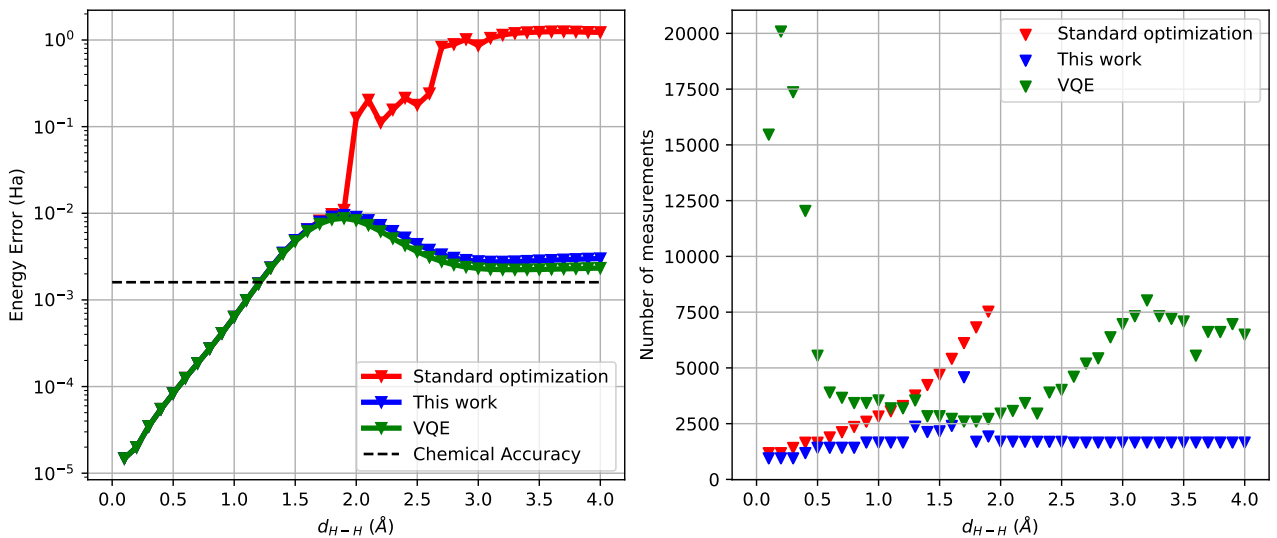 10⁰
10⁻¹
10⁻²
10⁻³
10⁻⁴
10⁻⁵
Energy Error (Ha)
Standard optimization
This work
VQE
Chemical Accuracy
0.0 0.5 1.0 1.5 2.0 2.5 3.0 3.5 4.0
d_{H−H} (Å)
20000
17500
15000
12500
10000
7500
5000
2500
0
Number of measurements
Standard optimization
This work
VQE
0.0 0.5 1.0 1.5 2.0 2.5 3.0 3.5 4.0
d_{H−H} (Å)